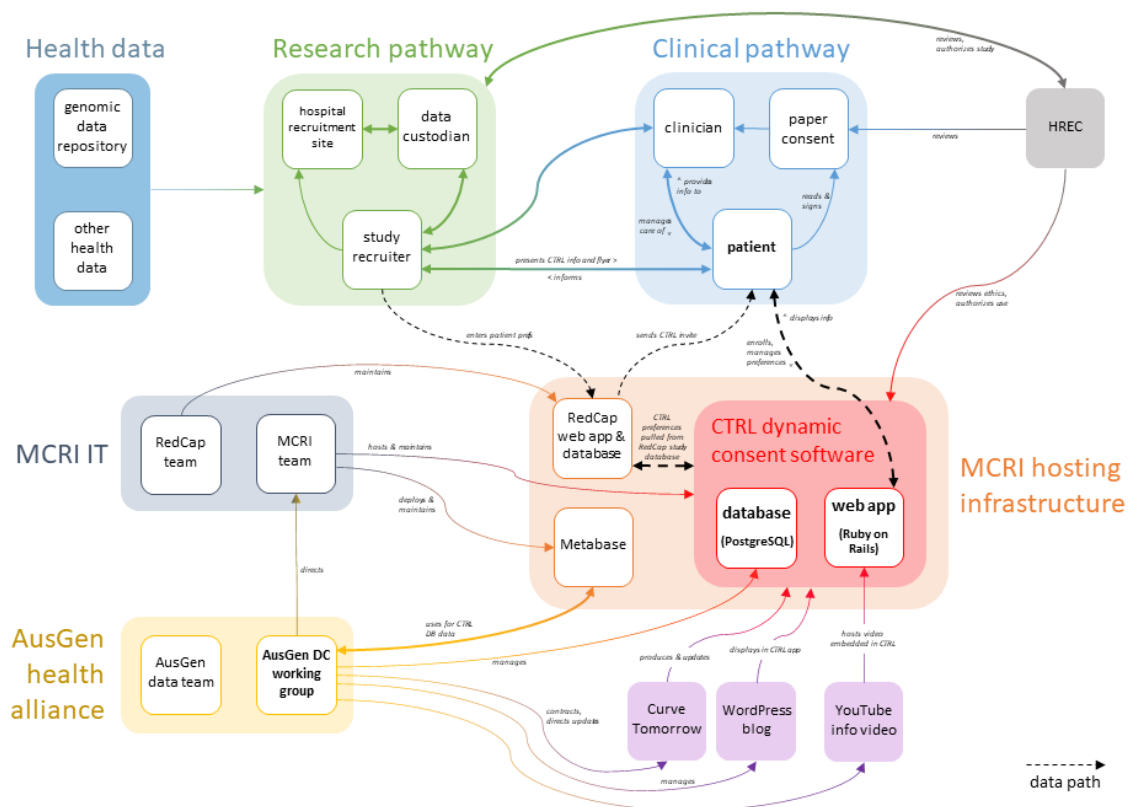 Health data
Research pathway
Clinical pathway
reviews,
authorizes study
genomic
data
repository
other
health
data
hospital
recruitment
site
data
custodian
study
recruiter
clinician
paper
consent
HREC
reviews
^ provides
info to
reads &
signs
manages
care of v
patient
presents CTRL info and flyer >
< informs
reviews ethics,
authorizes use
^ displays info
enters patient prefs
sends CTRL invite
enrolls,
manages
preferences v
maintains
MCRI IT
RedCap
team
MCRI
team
hosts & maintains
deploys &
maintains
RedCap
web app &
database
CTRL
preferences
pulled from
RedCap study
database
CTRL dynamic
consent software
MCRI hosting
infrastructure
database
(PostgreSQL)
web app
(Ruby on
Rails)
Metabase
directs
uses for CTRL
DB data
AusGen
health
alliance
AusGen
data team
AusGen DC
working
group
manages
produces & updates
displays in CTRL app
hosts video
embedded in CTRL
contracts,
directs updates
manages
Curve
Tomorrow
WordPress
blog
YouTube
info video
data path